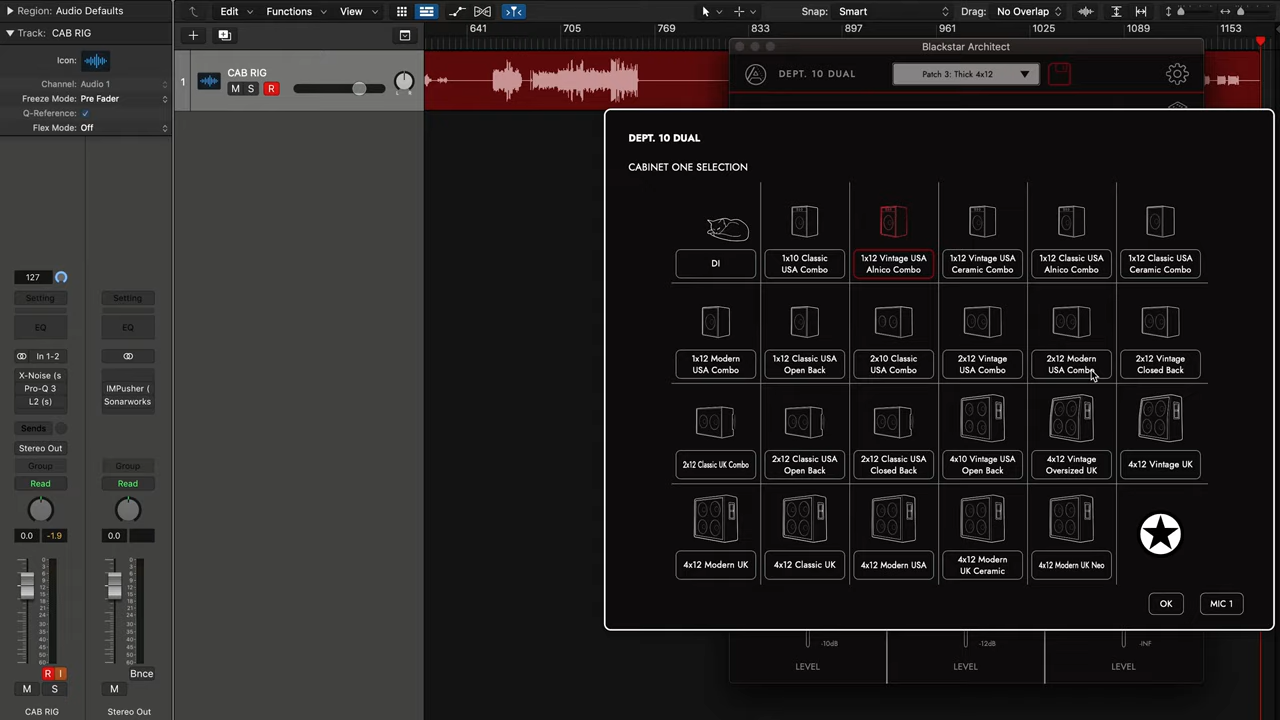 Region: Audio Defaults
Edit
Functions
View
Snap:
Smart
Drag:
No Overlap
Track: CAB RIG
641
705
769
833
897
961
1025
1089
1153
Icon:
Blackstar Architect
Channel: Audio 1
Freeze Mode: Pre Fader
Q-Reference:
Flex Mode: Off
1
CAB RIG
M
S
R
L
R
DEPT. 10 DUAL
Patch 3: Thick 4x12
DEPT. 10 DUAL
CABINET ONE SELECTION
DI
1x10 Classic
USA Combo
1x12 Vintage USA
Alnico Combo
1x12 Vintage USA
Ceramic Combo
1x12 Classic USA
Alnico Combo
1x12 Classic USA
Ceramic Combo
1x12 Modern
USA Combo
1x12 Classic USA
Open Back
2x10 Classic
USA Combo
2x12 Vintage
USA Combo
2x12 Modern
USA Combo
2x12 Vintage
Closed Back
2x12 Classic UK Combo
2x12 Classic USA
Open Back
2x12 Classic USA
Closed Back
4x10 Vintage USA
Open Back
4x12 Vintage
Oversized UK
4x12 Vintage UK
4x12 Modern UK
4x12 Classic UK
4x12 Modern USA
4x12 Modern
UK Ceramic
4x12 Modern UK Neo
OK
MIC 1
-10dB
-12dB
-INF
LEVEL
LEVEL
LEVEL
127
Setting
Setting
EQ
EQ
In 1-2
X-Noise (s
Pro-Q 3
L2 (s)
IMPusher (
Sonarworks
Sends
Stereo Out
Group
Group
Read
Read
0.0
-1.9
0.0
R
I
Bnce
M
S
M
CAB RIG
Stereo Out